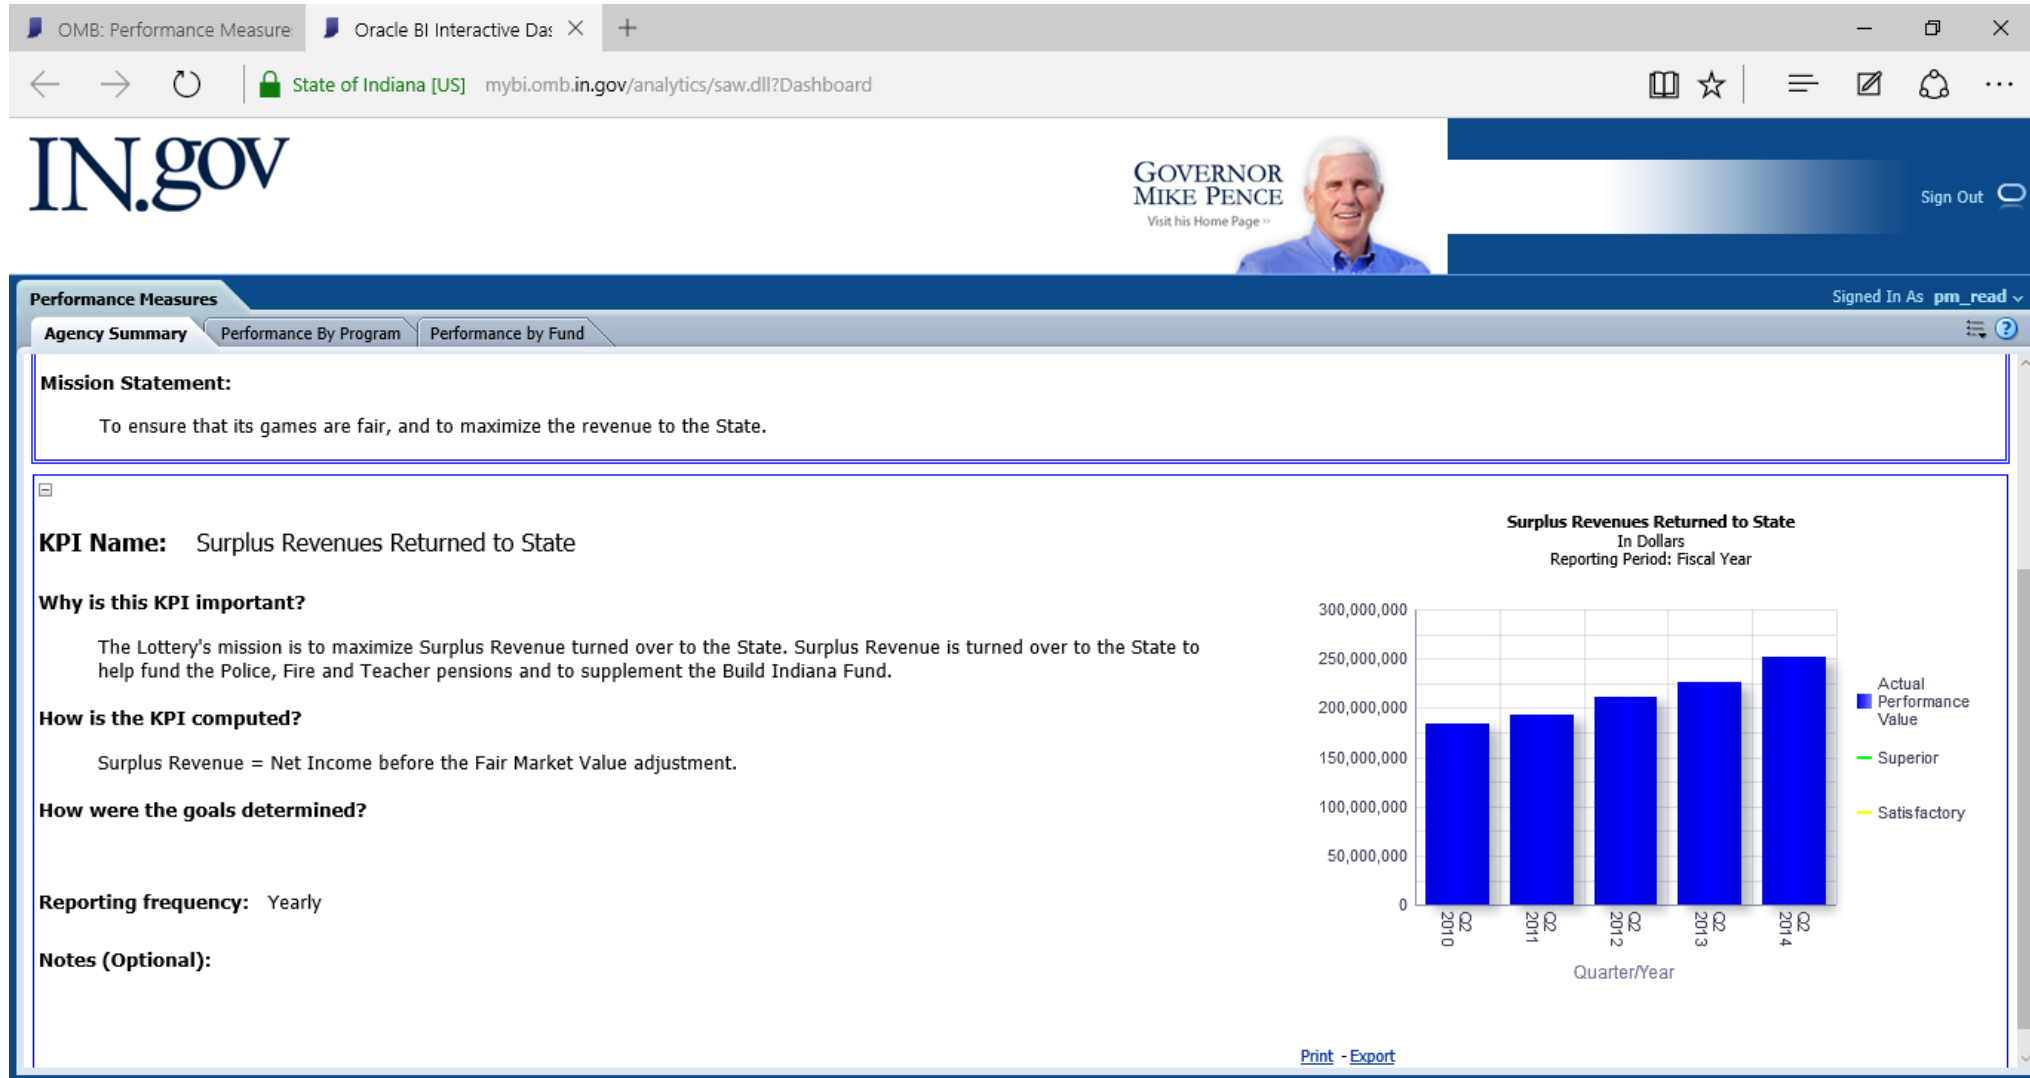 OMB: Performance Measure
Oracle BI Interactive Das
State of Indiana [US] mybi.omb.in.gov/analytics/saw.dll?Dashboard
IN.gov
GOVERNOR
MIKE PENCE
Visit his Home Page »
Sign Out
Performance Measures
Signed In As pm_read
Agency Summary
Performance By Program
Performance by Fund
Mission Statement:
To ensure that its games are fair, and to maximize the revenue to the State.
KPI Name: Surplus Revenues Returned to State
Why is this KPI important?
The Lottery's mission is to maximize Surplus Revenue turned over to the State. Surplus Revenue is turned over to the State to
help fund the Police, Fire and Teacher pensions and to supplement the Build Indiana Fund.
How is the KPI computed?
Surplus Revenue = Net Income before the Fair Market Value adjustment.
How were the goals determined?
Reporting frequency: Yearly
Notes (Optional):
Surplus Revenues Returned to State
In Dollars
Reporting Period: Fiscal Year
300,000,000
250,000,000
200,000,000
150,000,000
100,000,000
50,000,000
0
Q2
2010
Q2
2011
Q2
2012
Q2
2013
Q2
2014
Quarter/Year
Actual
Performance
Value
Superior
Satisfactory
Print - Export